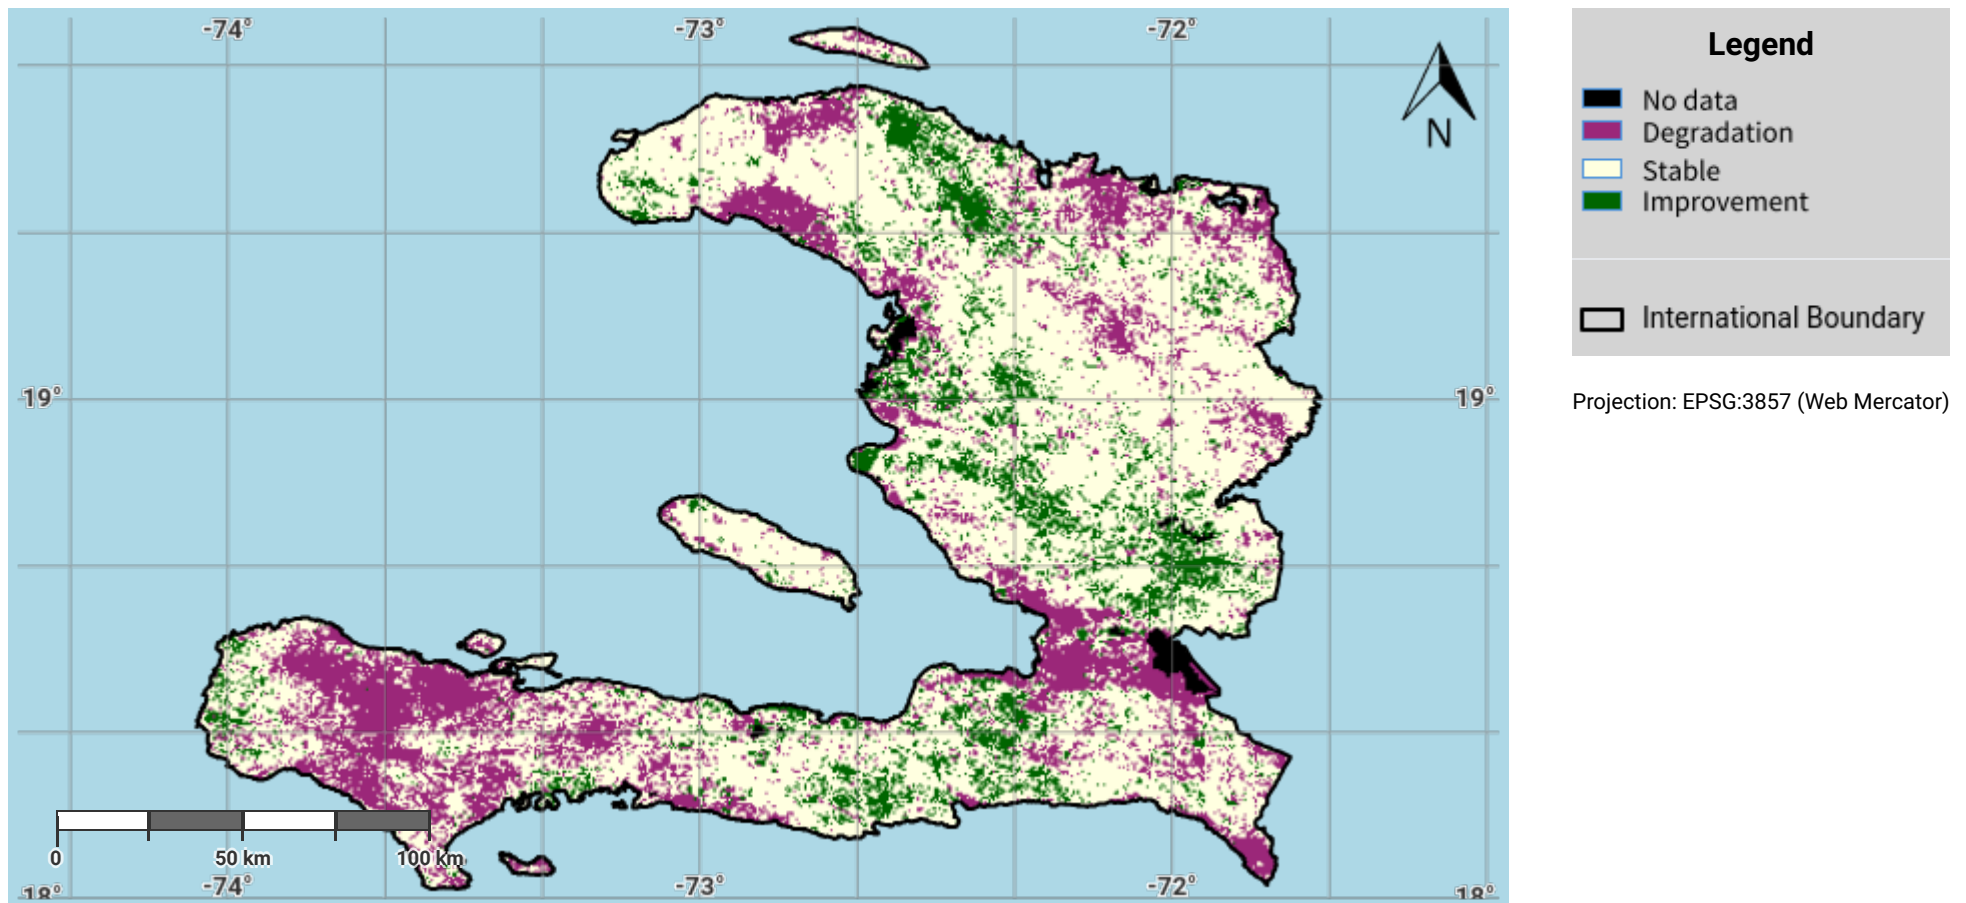 -74° -73° -72°
N
19° 19°
0 50 km 100 km
-74° -73° -72°
18° 18°
Legend
No data
Degradation
Stable
Improvement
International Boundary
Projection: EPSG:3857 (Web Mercator)